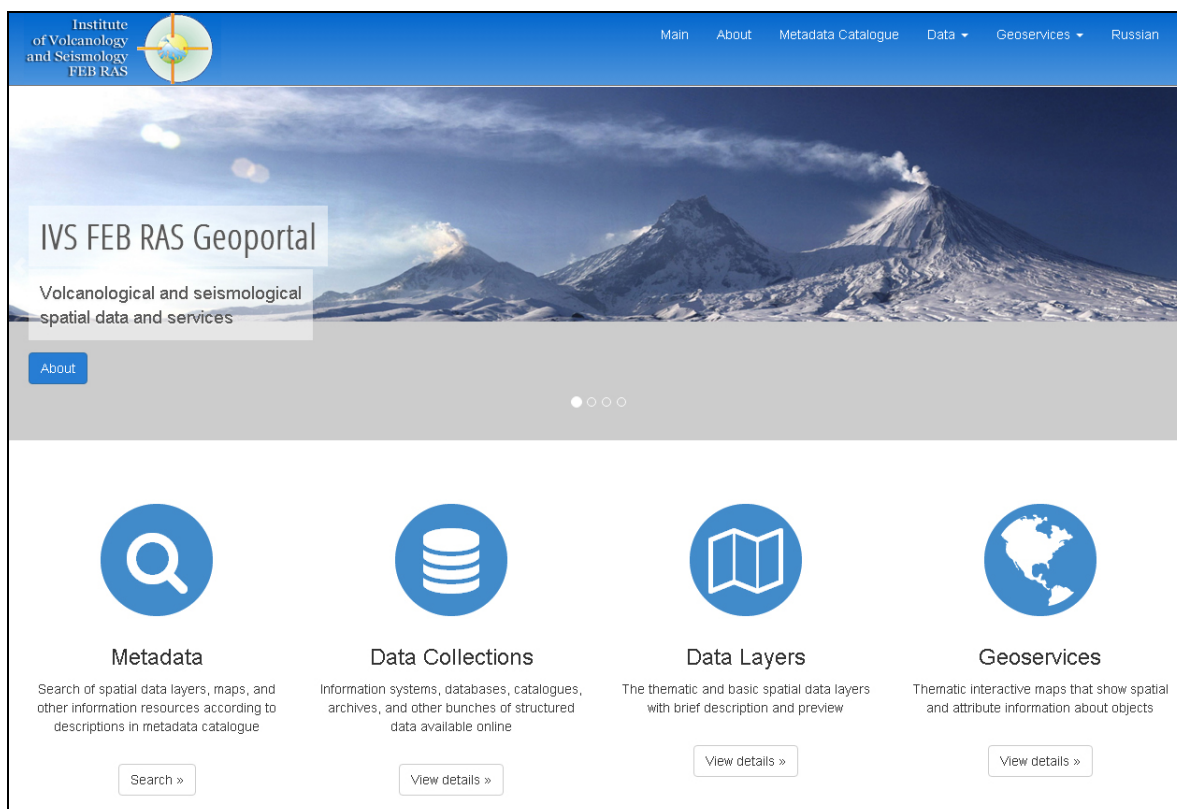 Institute
of Volcanology
and Seismology
FEB RAS
Main About Metadata Catalogue Data Geoservices Russian
IVS FEB RAS Geoportal
Volcanological and seismological
spatial data and services
About
Metadata
Search of spatial data layers, maps, and
other information resources according to
descriptions in metadata catalogue
Search »
Data Collections
Information systems, databases, catalogues,
archives, and other bunches of structured
data available online
View details »
Data Layers
The thematic and basic spatial data layers
with brief description and preview
View details »
Geoservices
Thematic interactive maps that show spatial
and attribute information about objects
View details »